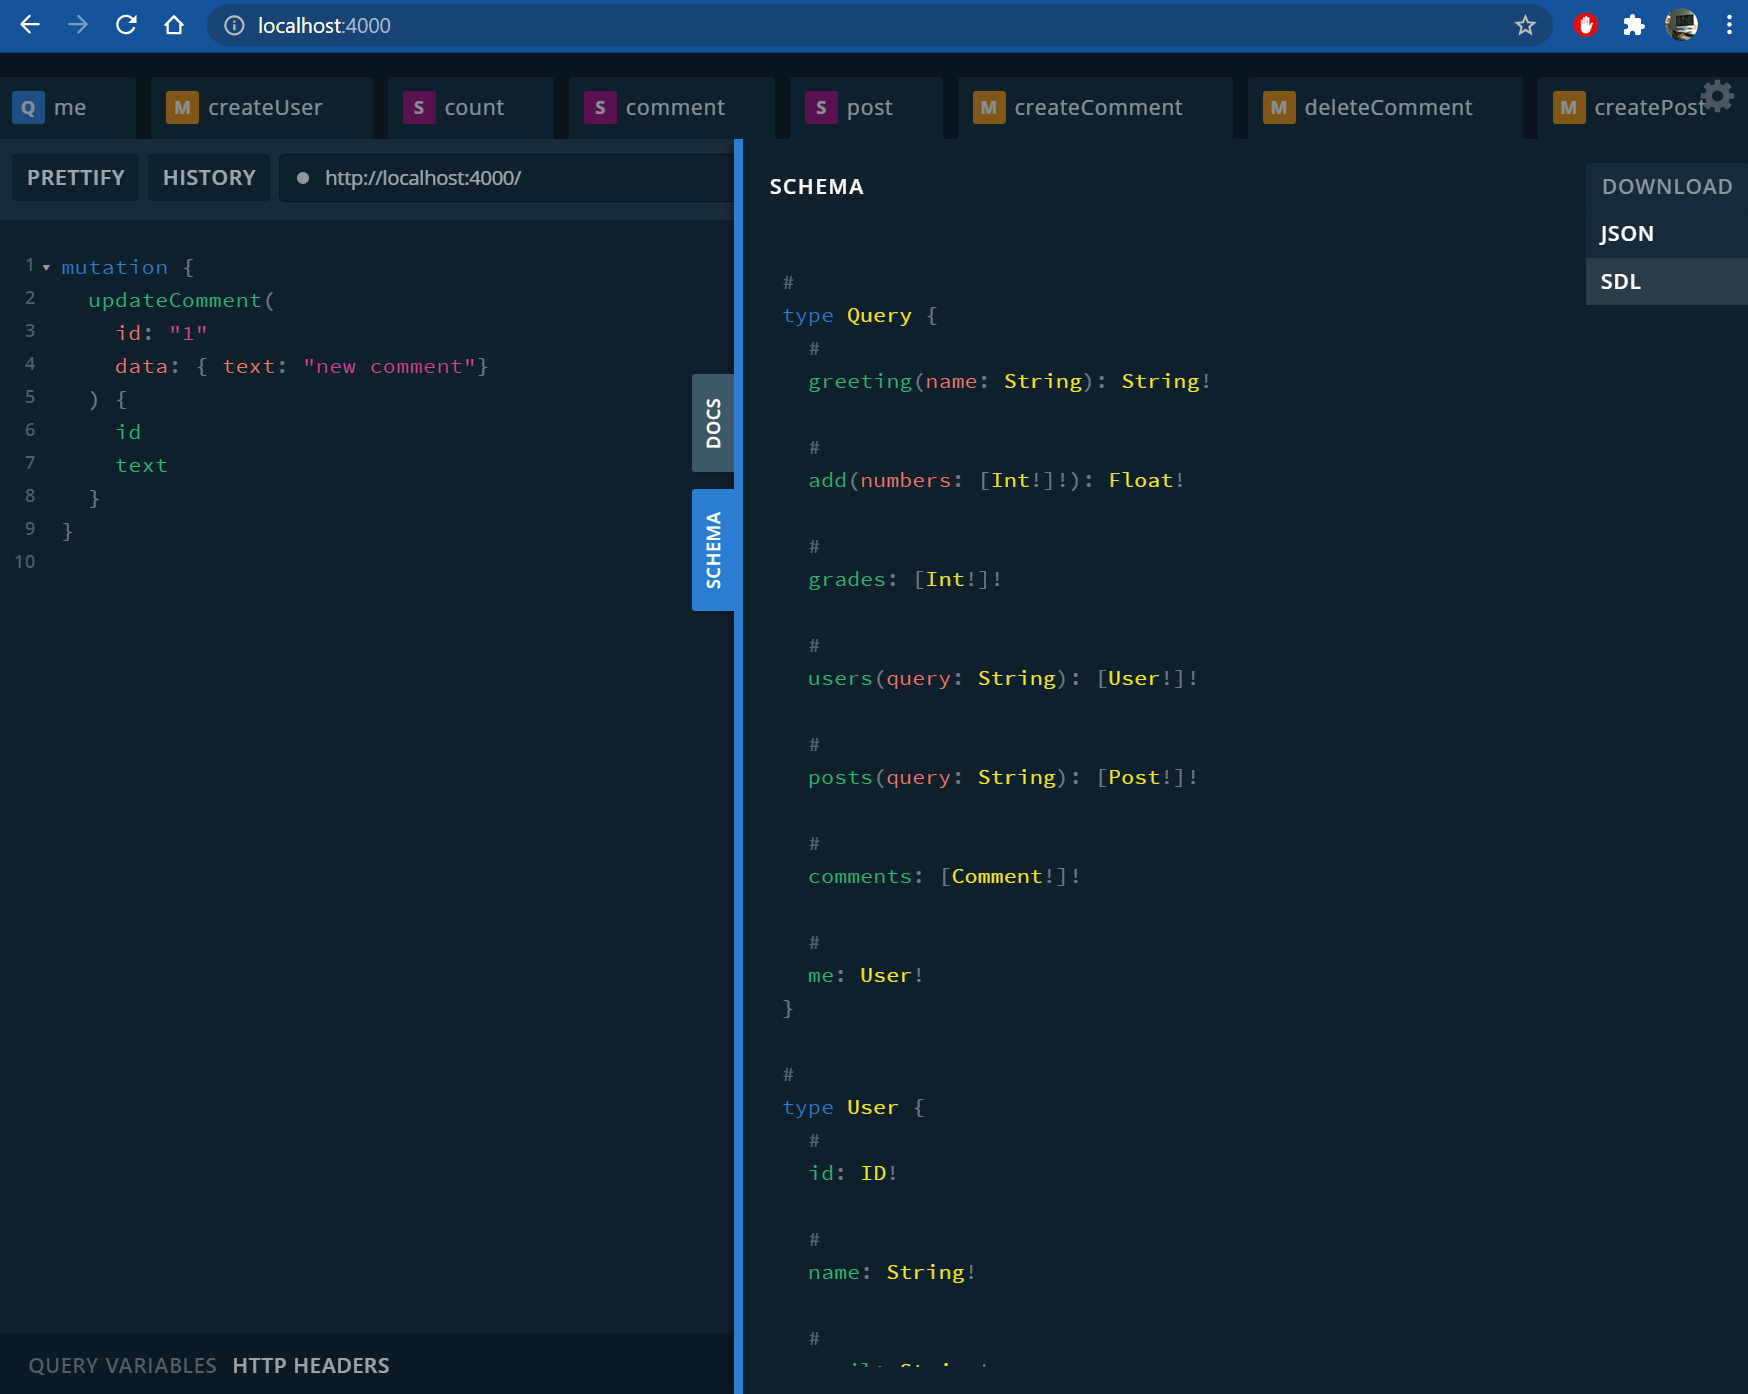 localhost:4000
Q me
M createUser
S count
S comment
S post
M createComment
M deleteComment
M createPost
PRETTIFY
HISTORY
http://localhost:4000/
1 mutation {
2 updateComment(
3 id: "1"
4 data: { text: "new comment"}
5 ) {
6 id
7 text
8 }
9 }
10
DOCS
SCHEMA
QUERY VARIABLES
HTTP HEADERS
SCHEMA
DOWNLOAD
JSON
SDL
#
type Query {
#
greeting(name: String): String!
#
add(numbers: [Int!]!): Float!
#
grades: [Int!]!
#
users(query: String): [User!]!
#
posts(query: String): [Post!]!
#
comments: [Comment!]!
#
me: User!
}
#
type User {
#
id: ID!
#
name: String!
#